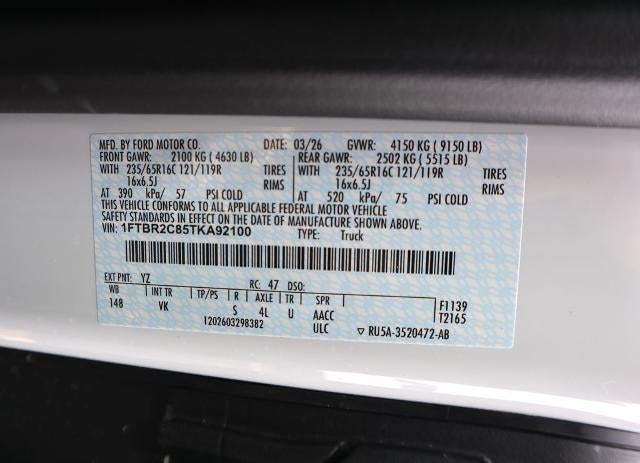 MFD. BY FORD MOTOR CO. DATE: 03/26 GVWR: 4150 KG ( 9150 LB)
FRONT GAWR: 2100 KG ( 4630 LB) REAR GAWR: 2502 KG ( 5515 LB)
WITH 235/65R16C 121/119R TIRES WITH 235/65R16C 121/119R TIRES
16x6.5J RIMS 16x6.5J RIMS
AT 390 kPa/ 57 PSI COLD AT 520 kPa/ 75 PSI COLD
THIS VEHICLE CONFORMS TO ALL APPLICABLE FEDERAL MOTOR VEHICLE
SAFETY STANDARDS IN EFFECT ON THE DATE OF MANUFACTURE SHOWN ABOVE.
VIN: 1FTBR2C85TKA92100 TYPE: Truck
EXT PNT: YZ RC: 47 DSO:
WB INT TR TP/PS R AXLE TR SPR F1139
148 VK S 4L U AACC T2165
1202603298382 ULC RU5A-3520472-AB